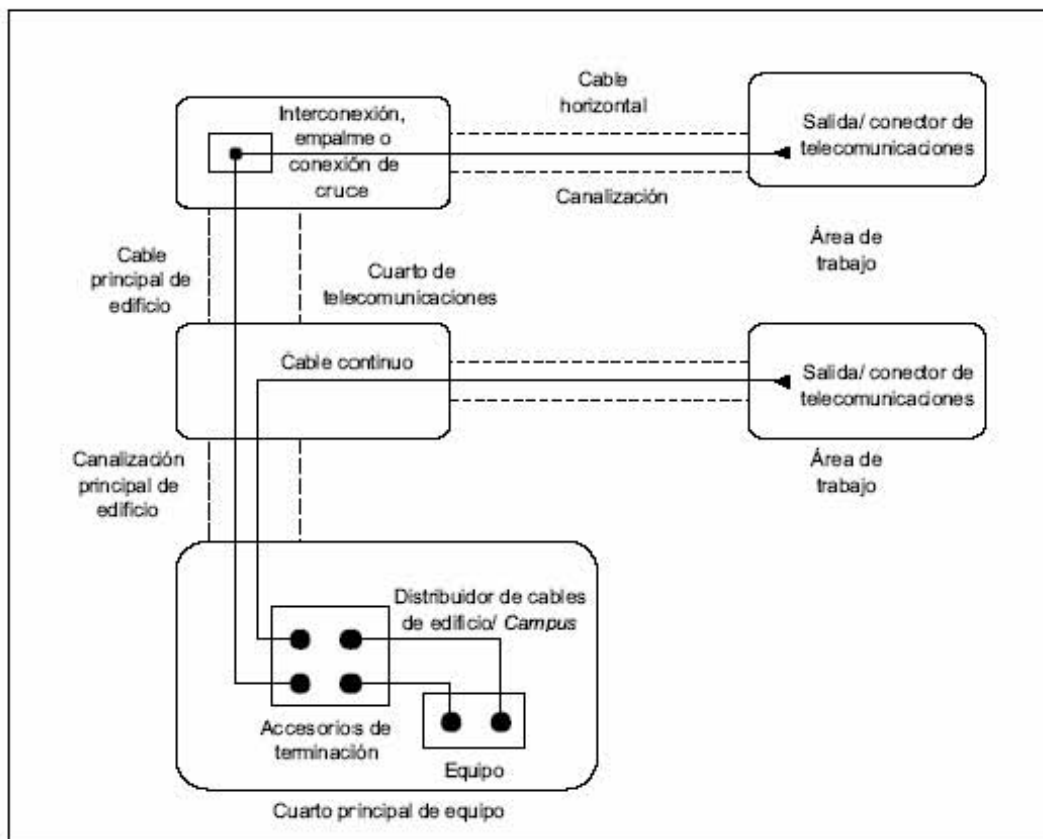 Cable
horizontal
Interconexión,
empalme o
conexión de
cruce
Salida/ conector de
telecomunicaciones
Canalización
Área de
trabajo
Cable
principal de
edificio
Cuarto de
telecomunicaciones
Cable continuo
Salida/ conector de
telecomunicaciones
Canalización
principal de
edificio
Área de
trabajo
Distribuidor de cables
de edificio/ Campus
Accesorios de
terminación
Equipo
Cuarto principal de equipo